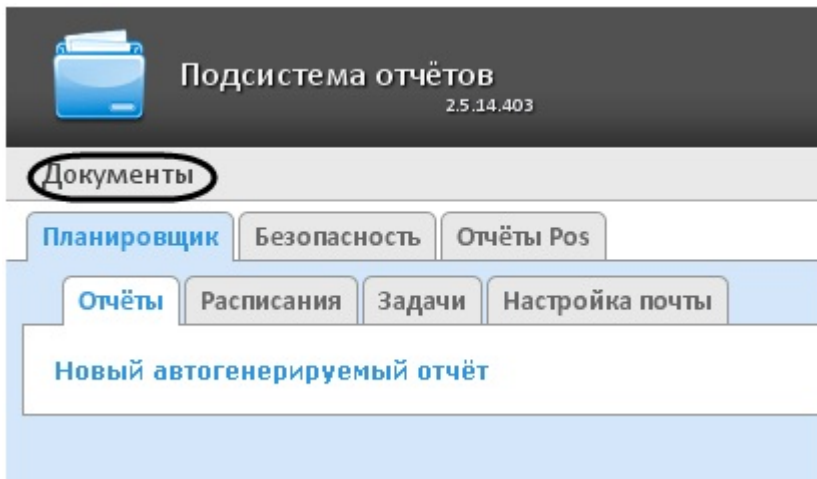 Подсистема отчётов
2.5.14.403
Документы
Планировщик Безопасность Отчёты Pos
Отчёты Расписания Задачи Настройка почты
Новый автогенерируемый отчёт